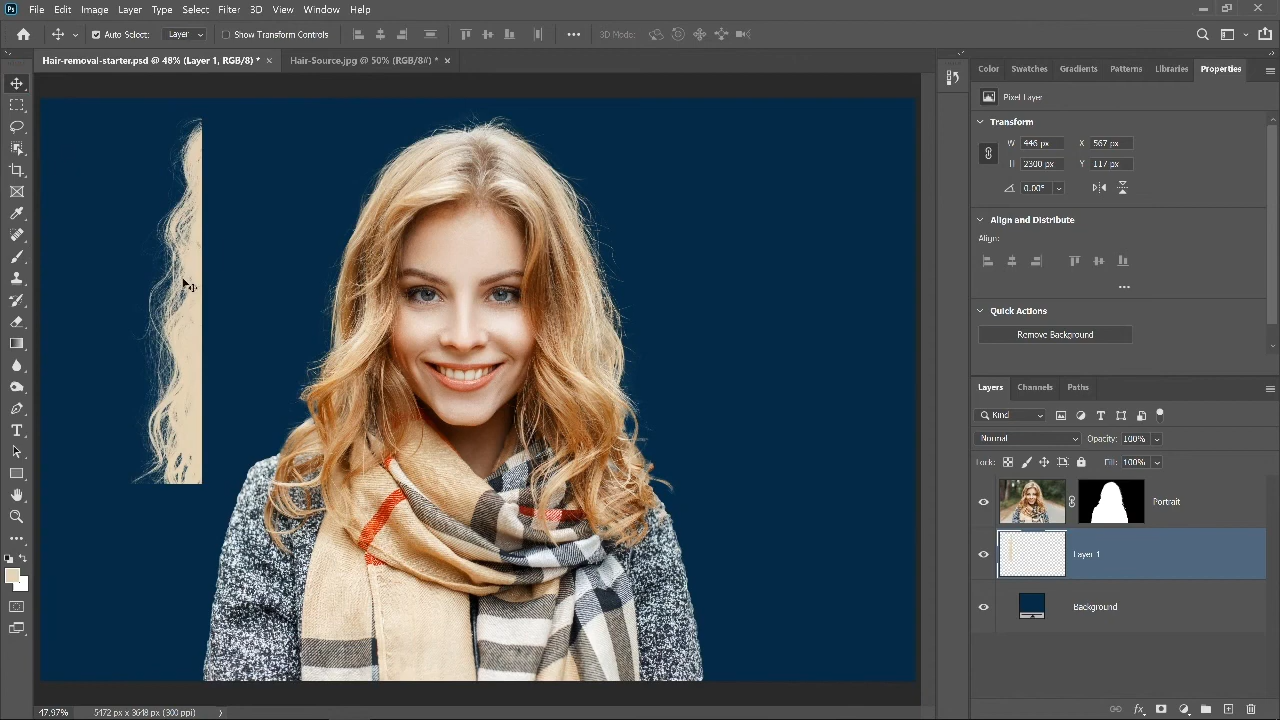 Ps File Edit Image Layer Type Select Filter 3D View Window Help
Auto Select: Layer Show Transform Controls ••• 3D Mode:
Hair-removal-starter.psd @ 48% (Layer 1, RGB/8) * × Hair-Source.jpg @ 50% (RGB/8//) * ×
Color Swatches Gradients Patterns Libraries Properties
Pixel Layer
Transform
W 446 px X 567 px
H 2300 px Y 117 px
0.00°
Align and Distribute
Align:
•••
Quick Actions
Remove Background
Layers Channels Paths
Kind
Normal Opacity: 100%
Lock: Fill: 100%
Portrait
Layer 1
Background
47.97% 5472 px x 3648 px (300 ppi)
fx